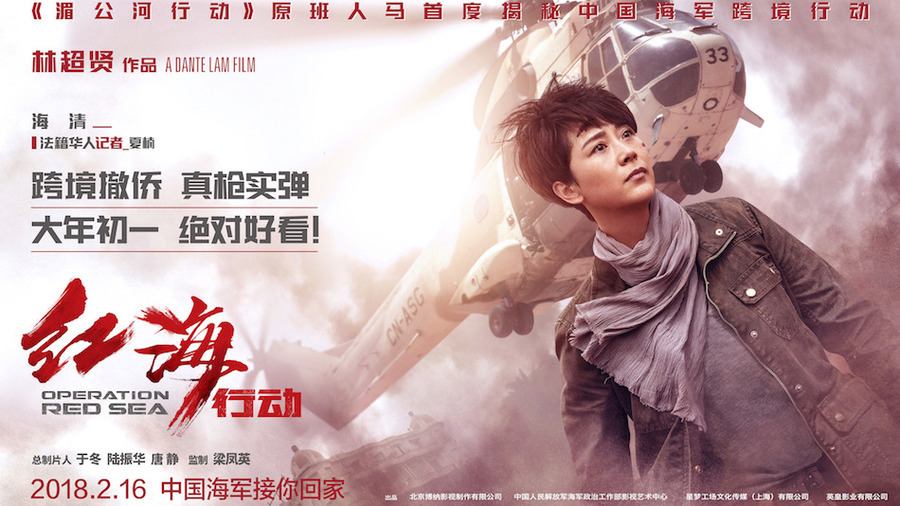 《湄公河行动》原班人马首度揭秘中国海军跨境行动
林超贤 作品 A DANTE LAM FILM
海清
法籍华人记者_夏楠
跨境撤侨 真枪实弹
大年初一 绝对好看!
红海行动
OPERATION
RED SEA
总制片人 于冬 陆振华 唐静 监制 梁凤英
2018.2.16 中国海军接你回家
出品 北京博纳影视制作有限公司 中国人民解放军海军政治工作部影视艺术中心 星梦工场文化传媒（上海）有限公司 英皇影业有限公司
33
CN-ASC